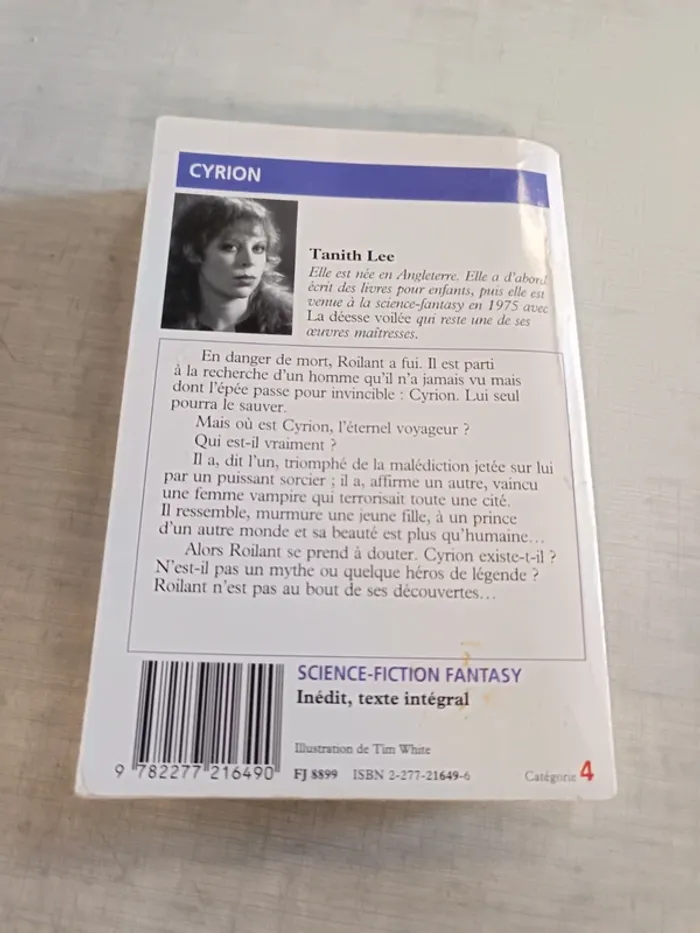 CYRION
Tanith Lee
Elle est née en Angleterre. Elle a d'abord
écrit des livres pour enfants, puis elle est
venue à la science-fantasy en 1975 avec
La déesse voilée qui reste une de ses
œuvres maîtresses.
En danger de mort, Roilant a fui. Il est parti
à la recherche d'un homme qu'il n'a jamais vu mais
dont l'épée passe pour invincible : Cyrion. Lui seul
pourra le sauver.
Mais où est Cyrion, l'éternel voyageur ?
Qui est-il vraiment ?
Il a, dit l'un, triomphé de la malédiction jetée sur lui
par un puissant sorcier ; il a, affirme un autre, vaincu
une femme vampire qui terrorisait toute une cité.
Il ressemble, murmure une jeune fille, à un prince
d'un autre monde et sa beauté est plus qu'humaine…
Alors Roilant se prend à douter. Cyrion existe-t-il ?
N'est-il pas un mythe ou quelque héros de légende ?
Roilant n'est pas au bout de ses découvertes…
SCIENCE-FICTION FANTASY
Inédit, texte intégral
Illustration de Tim White
9 782277 216490 FJ 8899 ISBN 2-277-21649-6 Catégorie 4